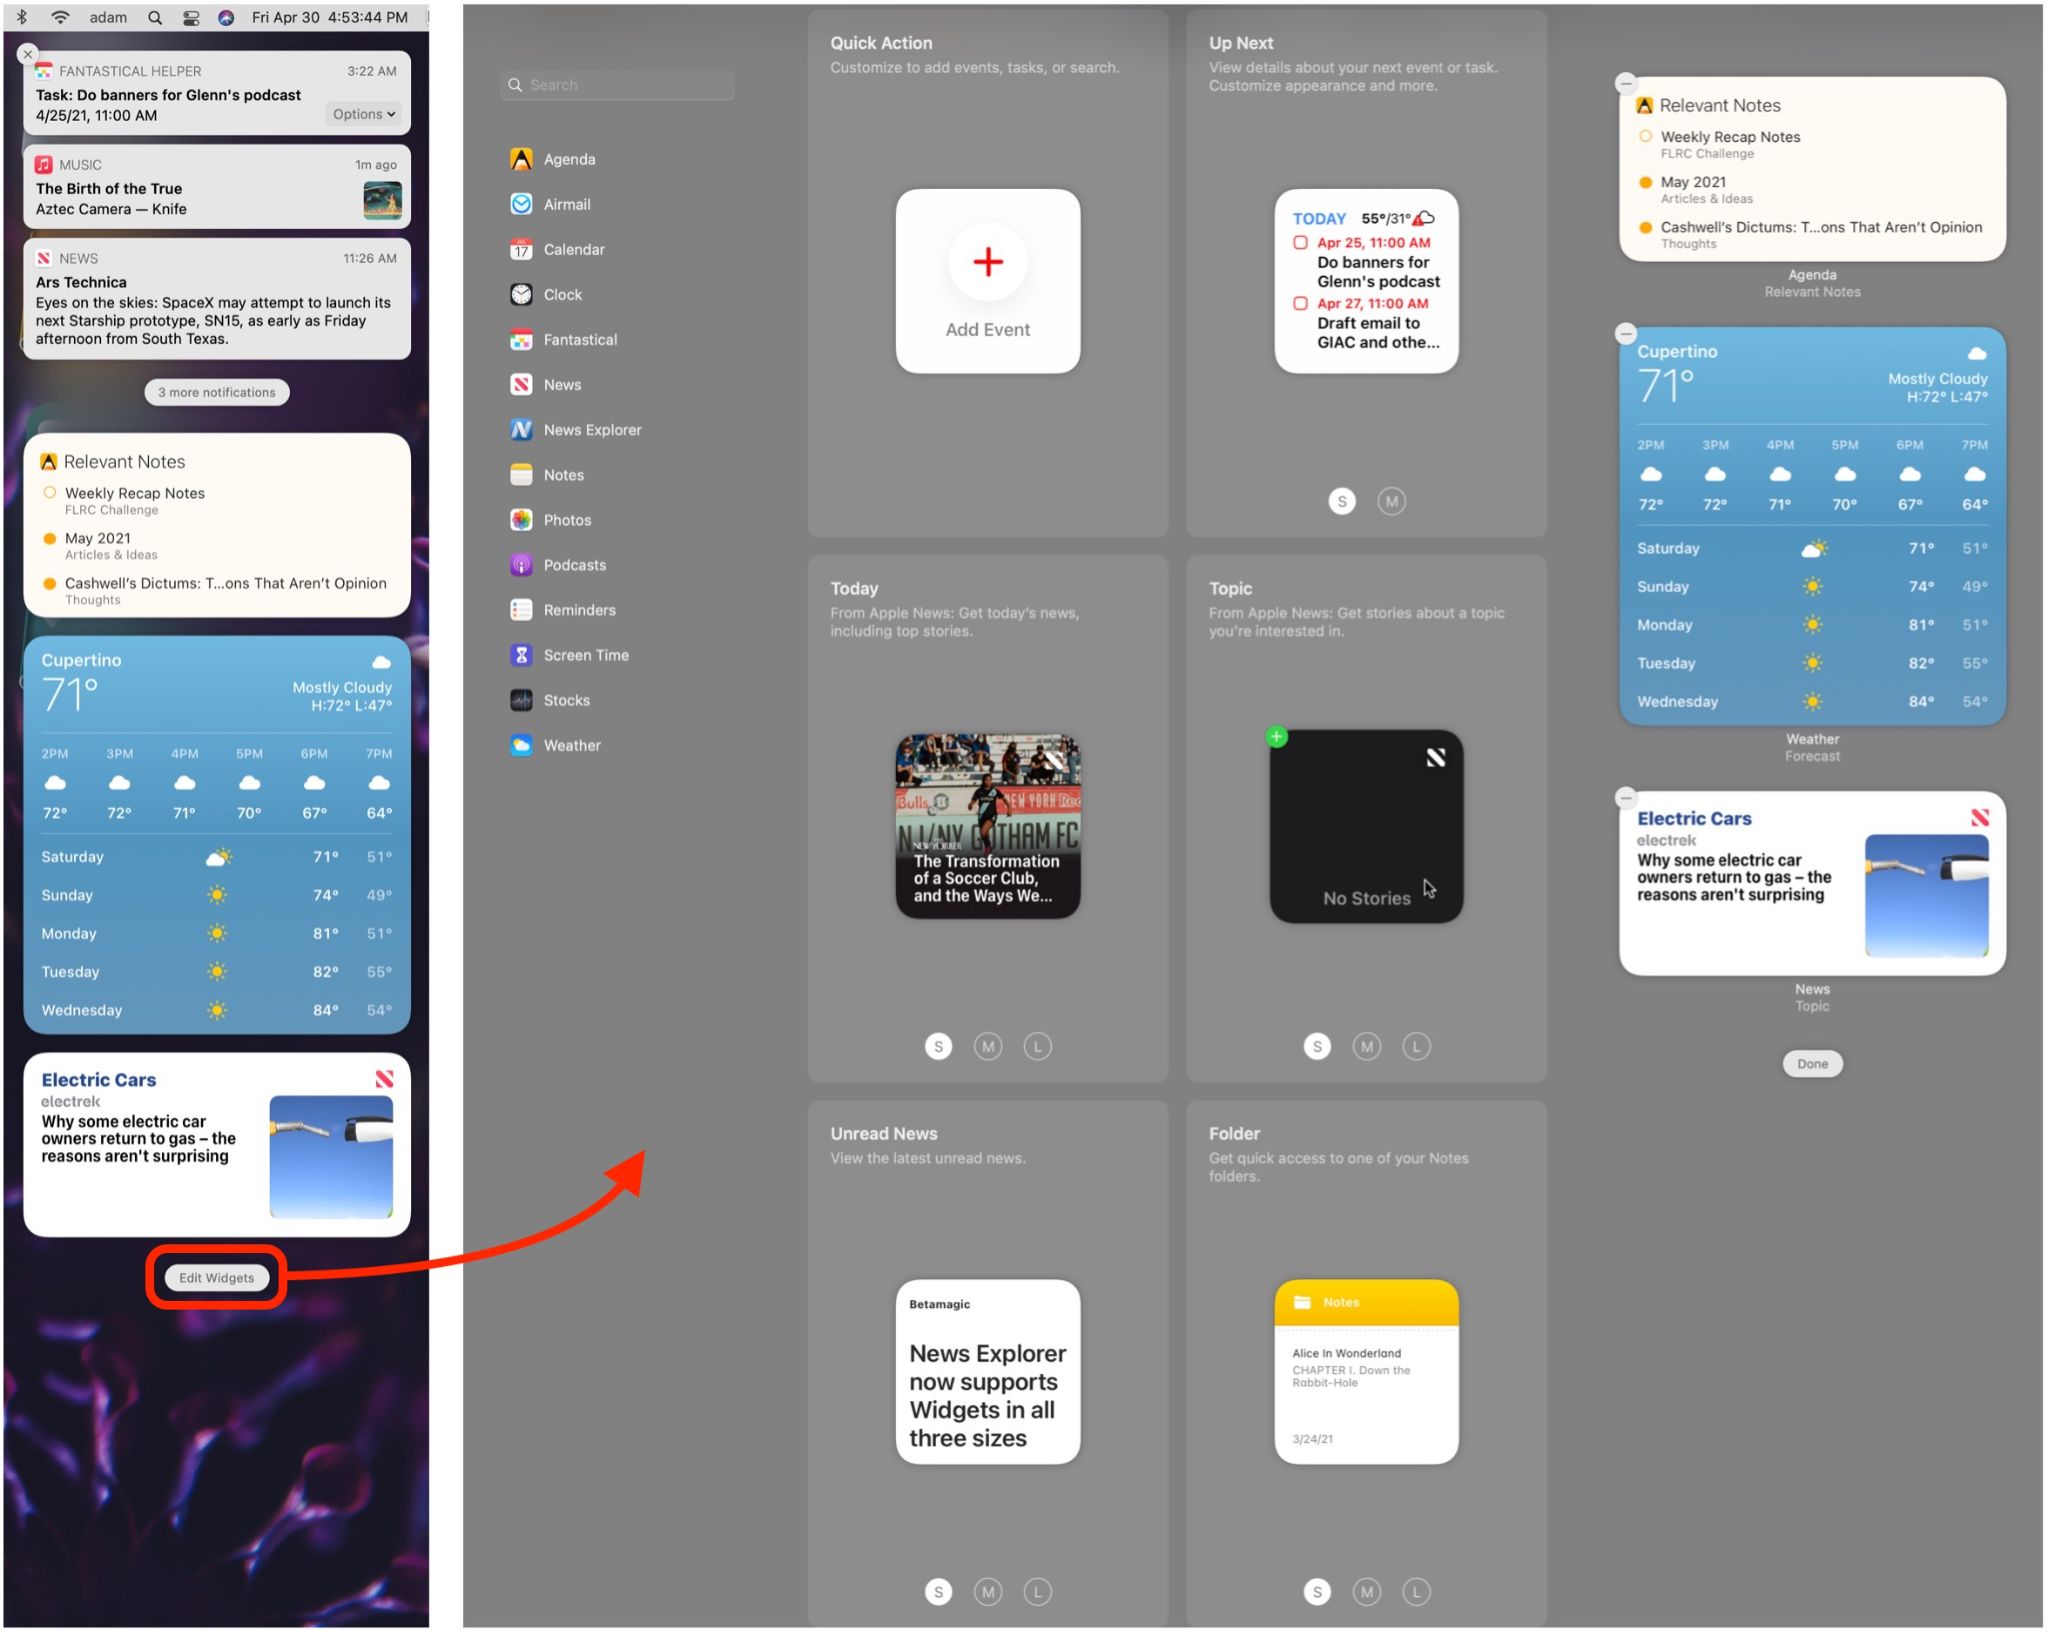 adam Fri Apr 30 4:53:44 PM
FANTASTICAL HELPER 3:22 AM
Task: Do banners for Glenn's podcast
4/25/21, 11:00 AM Options
MUSIC 1m ago
The Birth of the True
Aztec Camera — Knife
NEWS 11:26 AM
Ars Technica
Eyes on the skies: SpaceX may attempt to launch its
next Starship prototype, SN15, as early as Friday
afternoon from South Texas.
3 more notifications
Relevant Notes
Weekly Recap Notes
FLRC Challenge
May 2021
Articles & Ideas
Cashwell's Dictums: T...ons That Aren't Opinion
Thoughts
Cupertino
71°
Mostly Cloudy
H:72° L:47°
2PM 3PM 4PM 5PM 6PM 7PM
72° 72° 71° 70° 67° 64°
Saturday 71° 51°
Sunday 74° 49°
Monday 81° 51°
Tuesday 82° 55°
Wednesday 84° 54°
Electric Cars
electrek
Why some electric car
owners return to gas – the
reasons aren't surprising
Edit Widgets
Search
Agenda
Airmail
JUL
17
Calendar
Clock
Fantastical
News
News Explorer
Notes
Photos
Podcasts
Reminders
Screen Time
Stocks
Weather
Quick Action
Customize to add events, tasks, or search.
Add Event
Up Next
View details about your next event or task.
Customize appearance and more.
TODAY 55°/31°
Apr 25, 11:00 AM
Do banners for
Glenn's podcast
Apr 27, 11:00 AM
Draft email to
GIAC and othe...
S M
Today
From Apple News: Get today's news,
including top stories.
Bulls NEW YORK Red
NJ/NY GOTHAM FC
NEW YORKER
The Transformation
of a Soccer Club,
and the Ways We...
S M L
Topic
From Apple News: Get stories about a topic
you're interested in.
No Stories
S M L
Unread News
View the latest unread news.
Betamagic
News Explorer
now supports
Widgets in all
three sizes
S M L
Folder
Get quick access to one of your Notes
folders.
Notes
Alice In Wonderland
CHAPTER I. Down the
Rabbit-Hole
3/24/21
S M L
Relevant Notes
Weekly Recap Notes
FLRC Challenge
May 2021
Articles & Ideas
Cashwell's Dictums: T...ons That Aren't Opinion
Thoughts
Agenda
Relevant Notes
Cupertino
71°
Mostly Cloudy
H:72° L:47°
2PM 3PM 4PM 5PM 6PM 7PM
72° 72° 71° 70° 67° 64°
Saturday 71° 51°
Sunday 74° 49°
Monday 81° 51°
Tuesday 82° 55°
Wednesday 84° 54°
Weather
Forecast
Electric Cars
electrek
Why some electric car
owners return to gas – the
reasons aren't surprising
News
Topic
Done